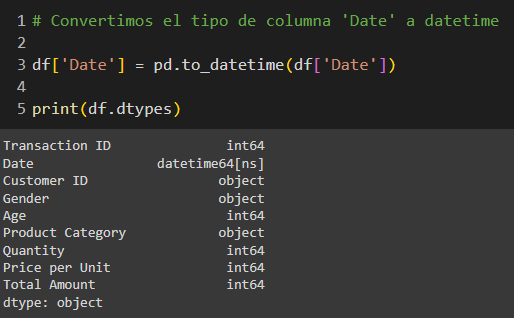 1 # Convertimos el tipo de columna 'Date' a datetime
2
3 df['Date'] = pd.to_datetime(df['Date'])
4
5 print(df.dtypes)
Transaction ID int64
Date datetime64[ns]
Customer ID object
Gender object
Age int64
Product Category object
Quantity int64
Price per Unit int64
Total Amount int64
dtype: object